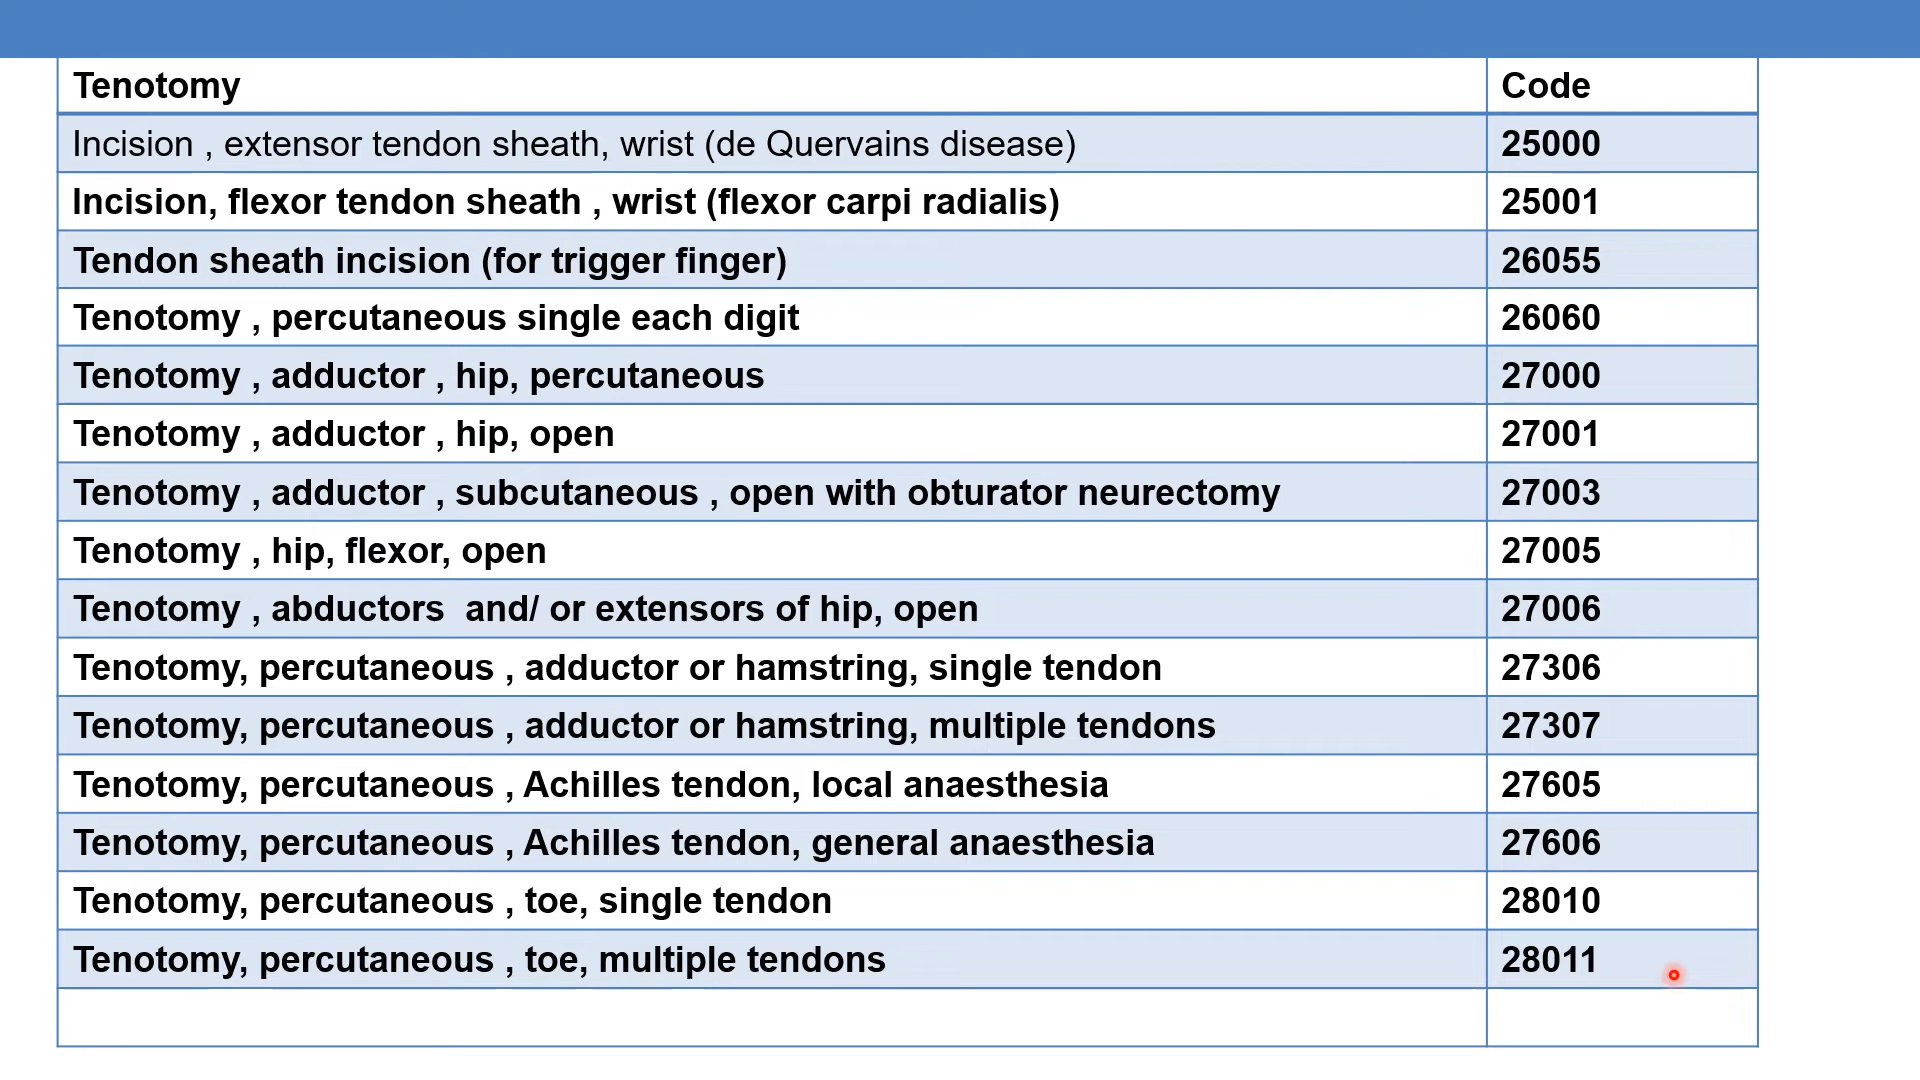 Tenotomy Code
Incision , extensor tendon sheath, wrist (de Quervains disease) 25000
Incision, flexor tendon sheath , wrist (flexor carpi radialis) 25001
Tendon sheath incision (for trigger finger) 26055
Tenotomy , percutaneous single each digit 26060
Tenotomy , adductor , hip, percutaneous 27000
Tenotomy , adductor , hip, open 27001
Tenotomy , adductor , subcutaneous , open with obturator neurectomy 27003
Tenotomy , hip, flexor, open 27005
Tenotomy , abductors and/ or extensors of hip, open 27006
Tenotomy, percutaneous , adductor or hamstring, single tendon 27306
Tenotomy, percutaneous , adductor or hamstring, multiple tendons 27307
Tenotomy, percutaneous , Achilles tendon, local anaesthesia 27605
Tenotomy, percutaneous , Achilles tendon, general anaesthesia 27606
Tenotomy, percutaneous , toe, single tendon 28010
Tenotomy, percutaneous , toe, multiple tendons 28011